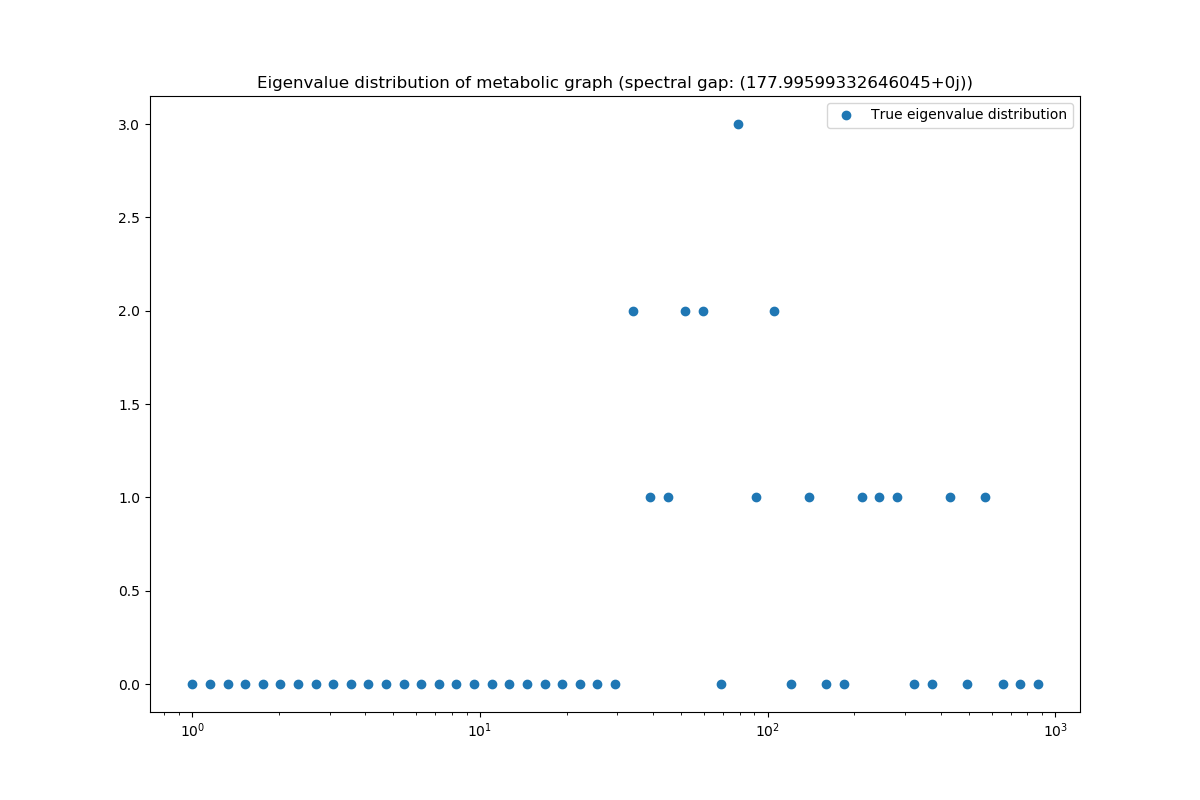 Eigenvalue distribution of metabolic graph (spectral gap: (177.99599332646045+0j))
True eigenvalue distribution
3.0
2.5
2.0
1.5
1.0
0.5
0.0
10⁰ 10¹ 10² 10³